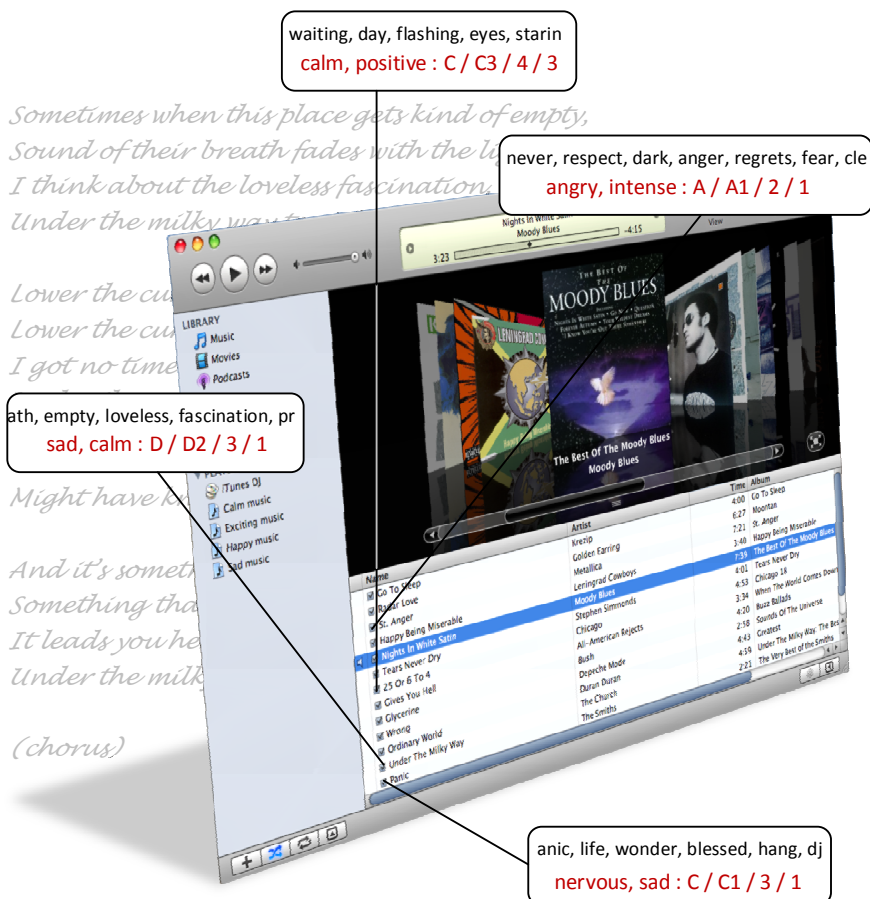 waiting, day, flashing, eyes, starin
calm, positive : C / C3 / 4 / 3
Sometimes when this place gets kind of empty,
Sound of their breath fades with the li
I think about the loveless fascination,
Under the milky way
never, respect, dark, anger, regrets, fear, cle
angry, intense : A / A1 / 2 / 1
Nights In White Satin
Moody Blues
3:23
-4:15
View
Lower the cu
Lower the cu
I got no time
LIBRARY
Music
Movies
Podcasts
THE BEST OF
THE
MOODY BLUES
LENINGRAD COW
The Best Of The Moody Blues
Moody Blues
ath, empty, loveless, fascination, pr
sad, calm : D / D2 / 3 / 1
iTunes DJ
Calm music
Exciting music
Happy music
Sad music
Might have kn
And it's someth
Something tha
It leads you he
Under the milk
(chorus)
Name Artist Time Album
Go To Sleep Krezip 4:00 Go To Sleep
Radar Love Golden Earring 6:27 Moontan
St. Anger Metallica 7:21 St. Anger
Happy Being Miserable Leningrad Cowboys 3:40 Happy Being Miserable
Nights In White Satin Moody Blues 7:39 The Best Of The Moody Blues
Tears Never Dry Stephen Simmonds 4:01 Tears Never Dry
25 Or 6 To 4 Chicago 4:53 Chicago 18
Gives You Hell All-American Rejects 3:34 When The World Comes Down
Glycerine Bush 4:20 Buzz Ballads
Wrong Depeche Mode 2:58 Sounds Of The Universe
Ordinary World Duran Duran 4:43 Greatest
Under The Milky Way The Church 4:59 Under The Milky Way: The Bes
Panic The Smiths 2:21 The Very Best of the Smiths
anic, life, wonder, blessed, hang, dj
nervous, sad : C / C1 / 3 / 1